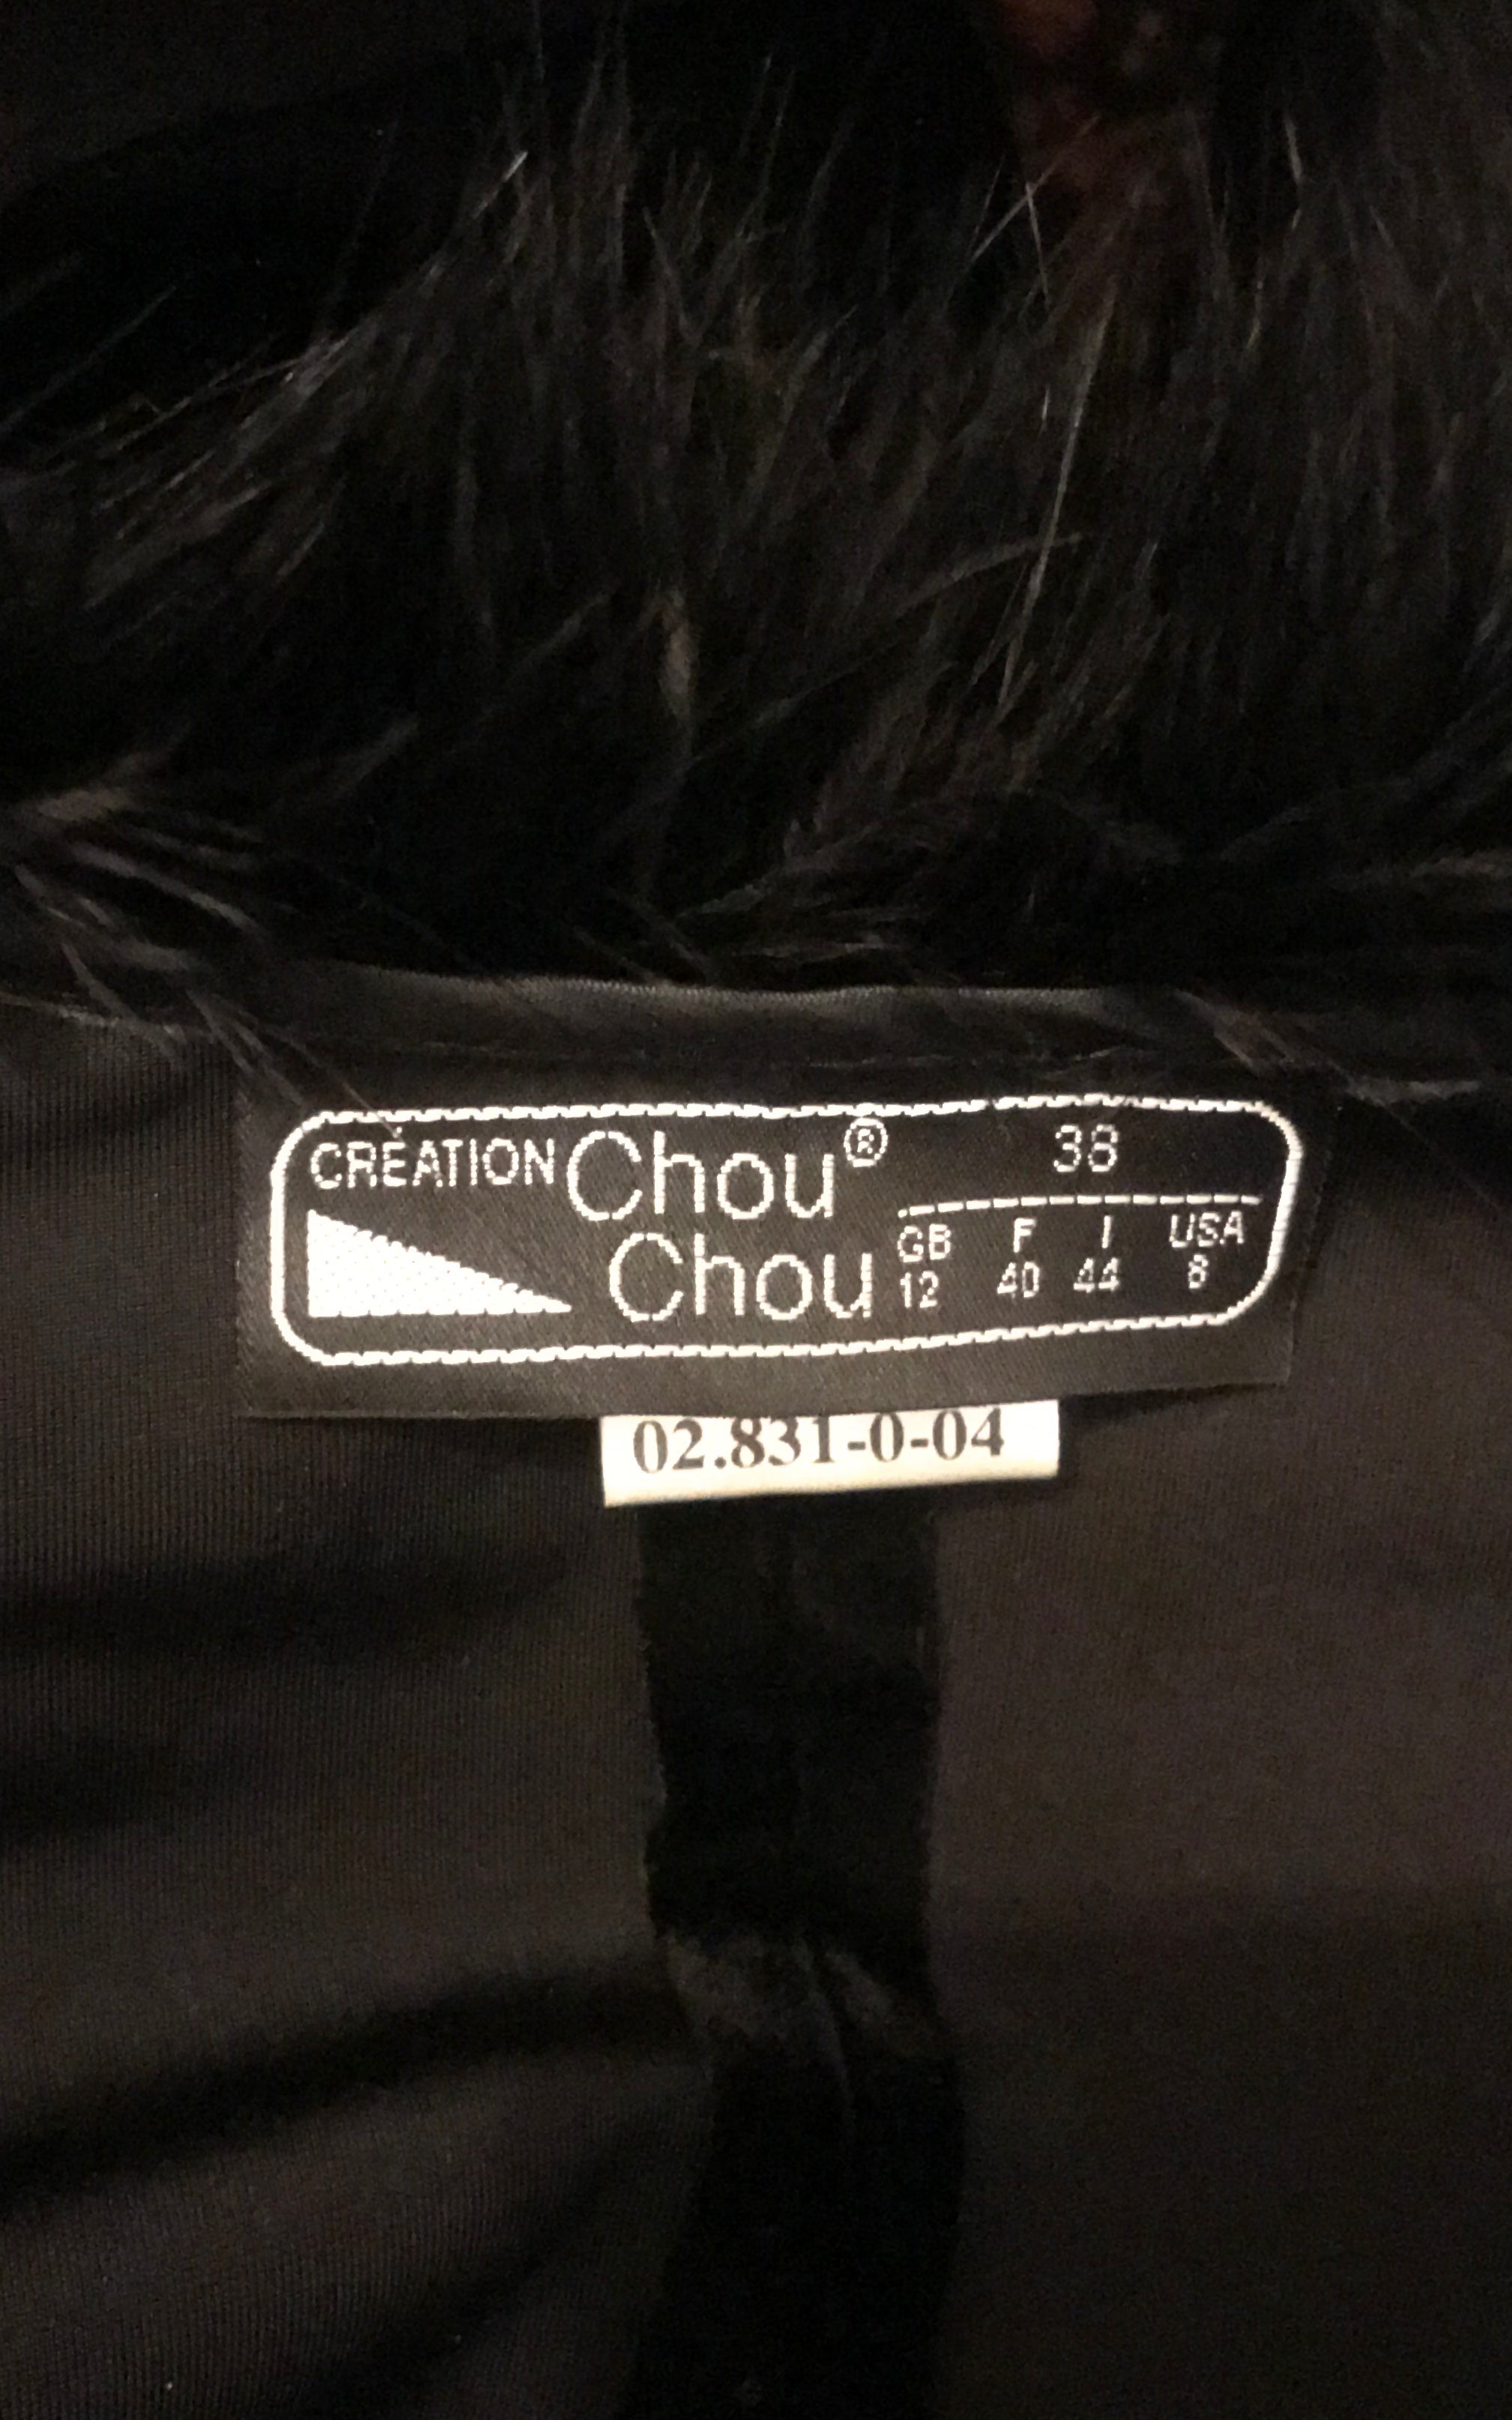 CRÉATION Chou®
Chou
38
GB F I USA
12 40 44 8
02.831-0-04